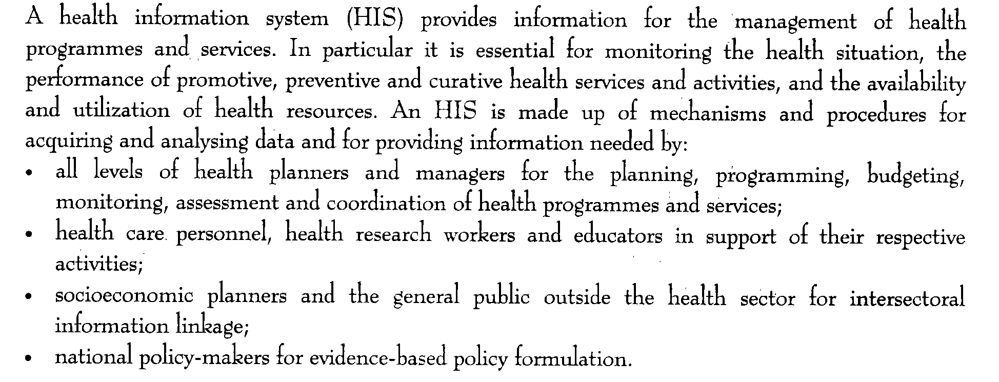 A health information system (HIS) provides information for the management of health
programmes and services. In particular it is essential for monitoring the health situation, the
performance of promotive, preventive and curative health services and activities, and the availability
and utilization of health resources. An HIS is made up of mechanisms and procedures for
acquiring and analysing data and for providing information needed by:
• all levels of health planners and managers for the planning, programming, budgeting,
monitoring, assessment and coordination of health programmes and services;
• health care personnel, health research workers and educators in support of their respective
activities;
• socioeconomic planners and the general public outside the health sector for intersectoral
information linkage;
• national policy-makers for evidence-based policy formulation.